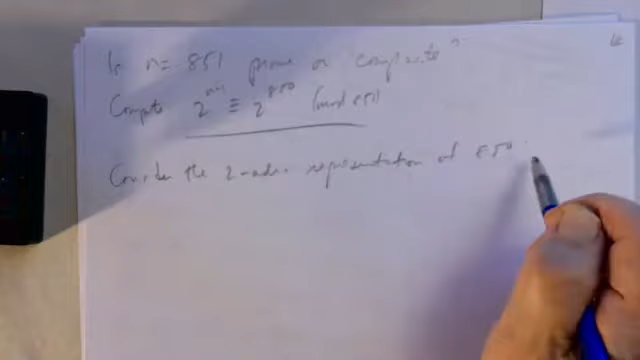 Is n = 851 prime or composite?
Compute 2^{n-1} ≡ 2^{850} (mod 851)
Consider the 2-adic representation of 850: